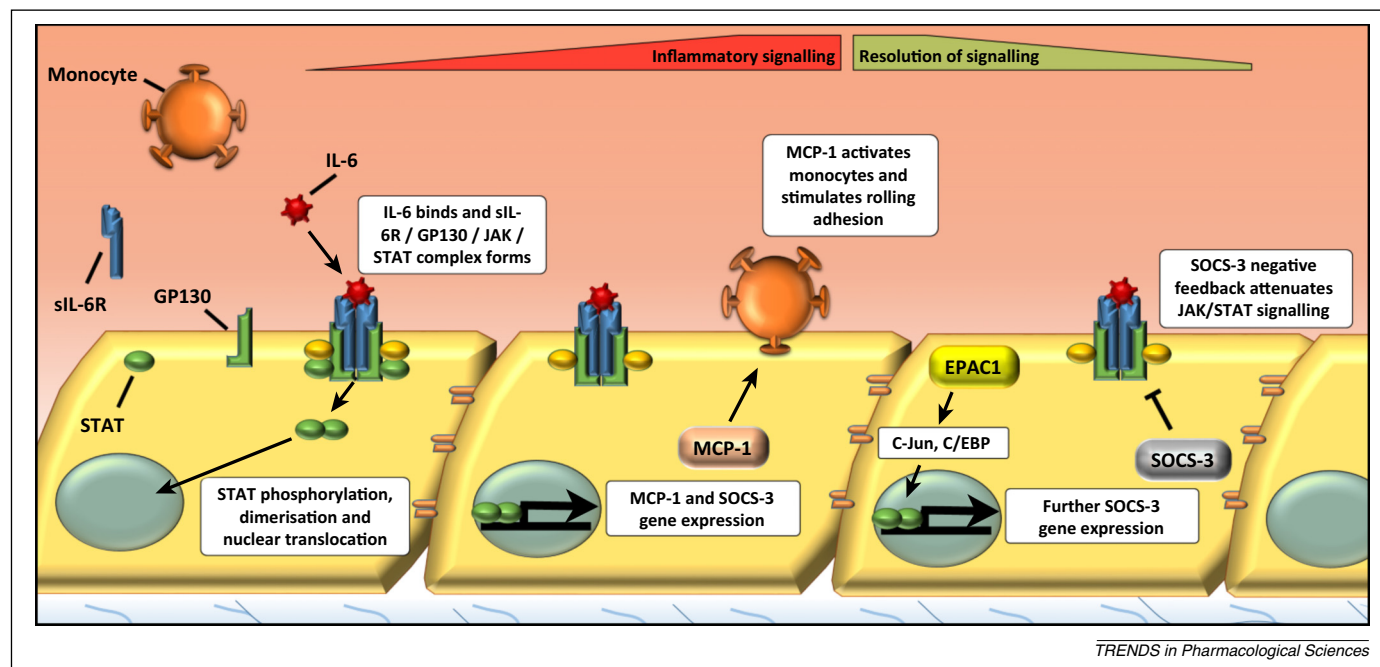 Inflammatory signalling
Resolution of signalling
Monocyte
IL-6
sIL-6R
GP130
STAT
IL-6 binds and sIL-
6R / GP130 / JAK /
STAT complex forms
STAT phosphorylation,
dimerisation and
nuclear translocation
MCP-1 activates
monocytes and
stimulates rolling
adhesion
MCP-1
MCP-1 and SOCS-3
gene expression
SOCS-3 negative
feedback attenuates
JAK/STAT signalling
EPAC1
C-Jun, C/EBP
SOCS-3
Further SOCS-3
gene expression
TRENDS in Pharmacological Sciences